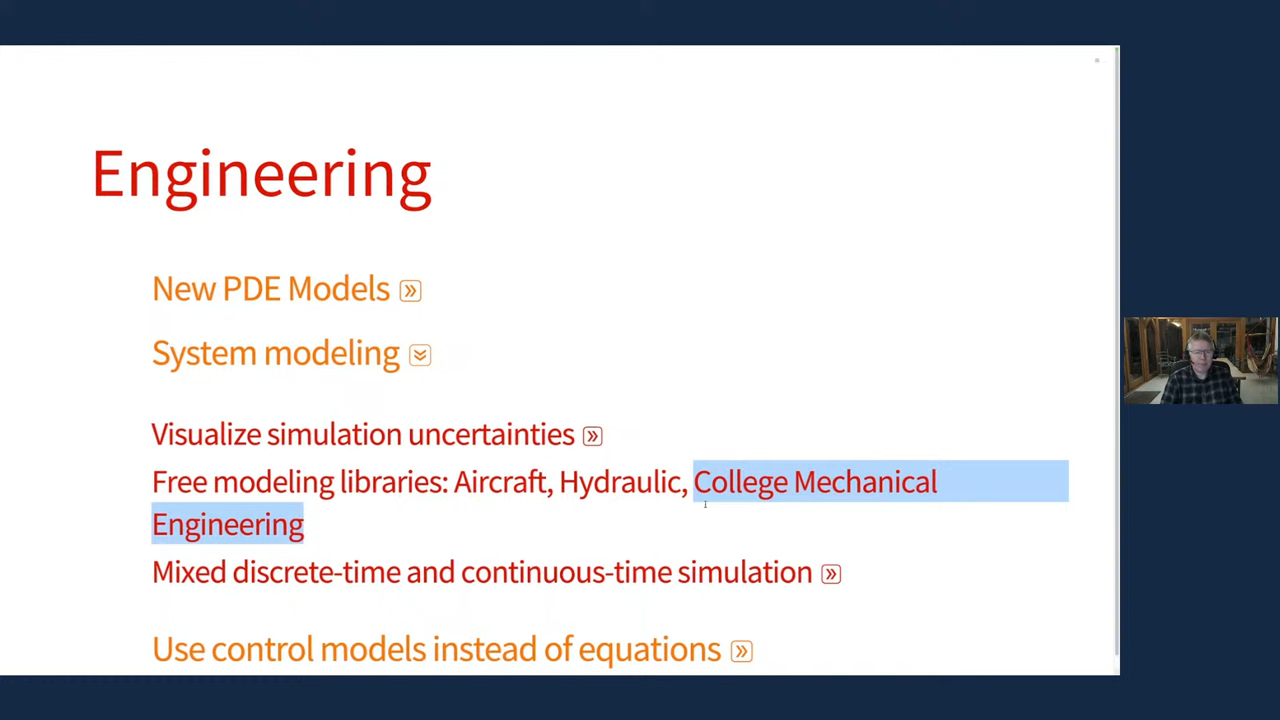 Engineering
New PDE Models
System modeling
Visualize simulation uncertainties
Free modeling libraries: Aircraft, Hydraulic, College Mechanical
Engineering
Mixed discrete-time and continuous-time simulation
Use control models instead of equations